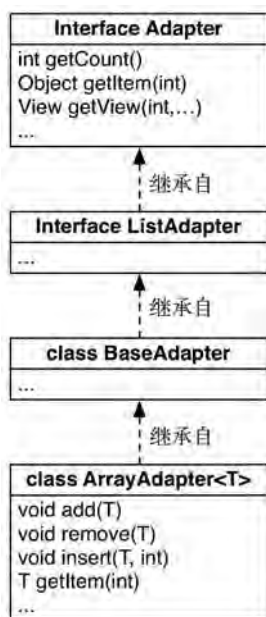 Interface Adapter
int getCount()
Object getItem(int)
View getView(int,…)
...
继承自
Interface ListAdapter
...
继承自
class BaseAdapter
...
继承自
class ArrayAdapter<T>
void add(T)
void remove(T)
void insert(T, int)
T getItem(int)
...